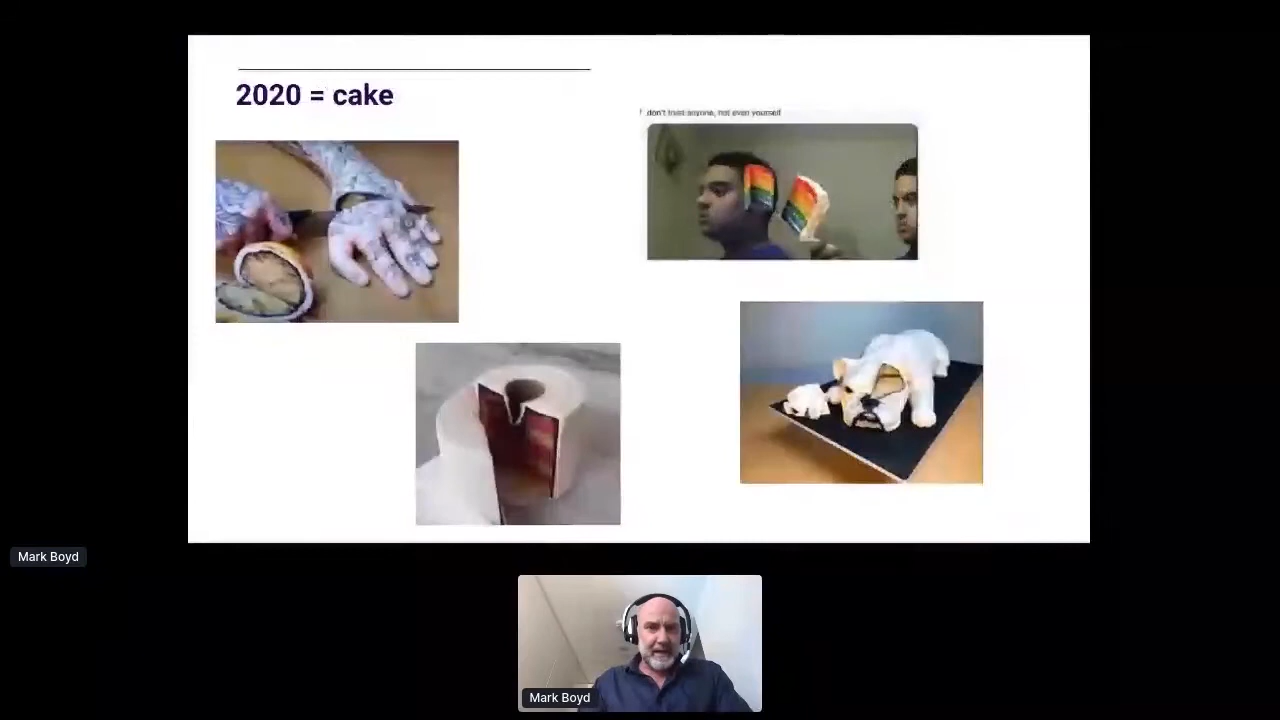 2020 = cake
don't trust anyone, not even yourself
Mark Boyd
Mark Boyd